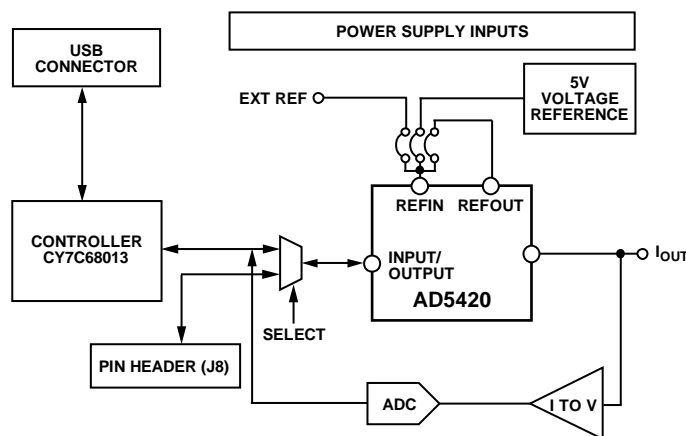 POWER SUPPLY INPUTS
USB
CONNECTOR
EXT REF
5V
VOLTAGE
REFERENCE
REFIN
REFOUT
CONTROLLER
CY7C68013
INPUT/
OUTPUT
AD5420
IOUT
SELECT
PIN HEADER (J8)
ADC
I TO V